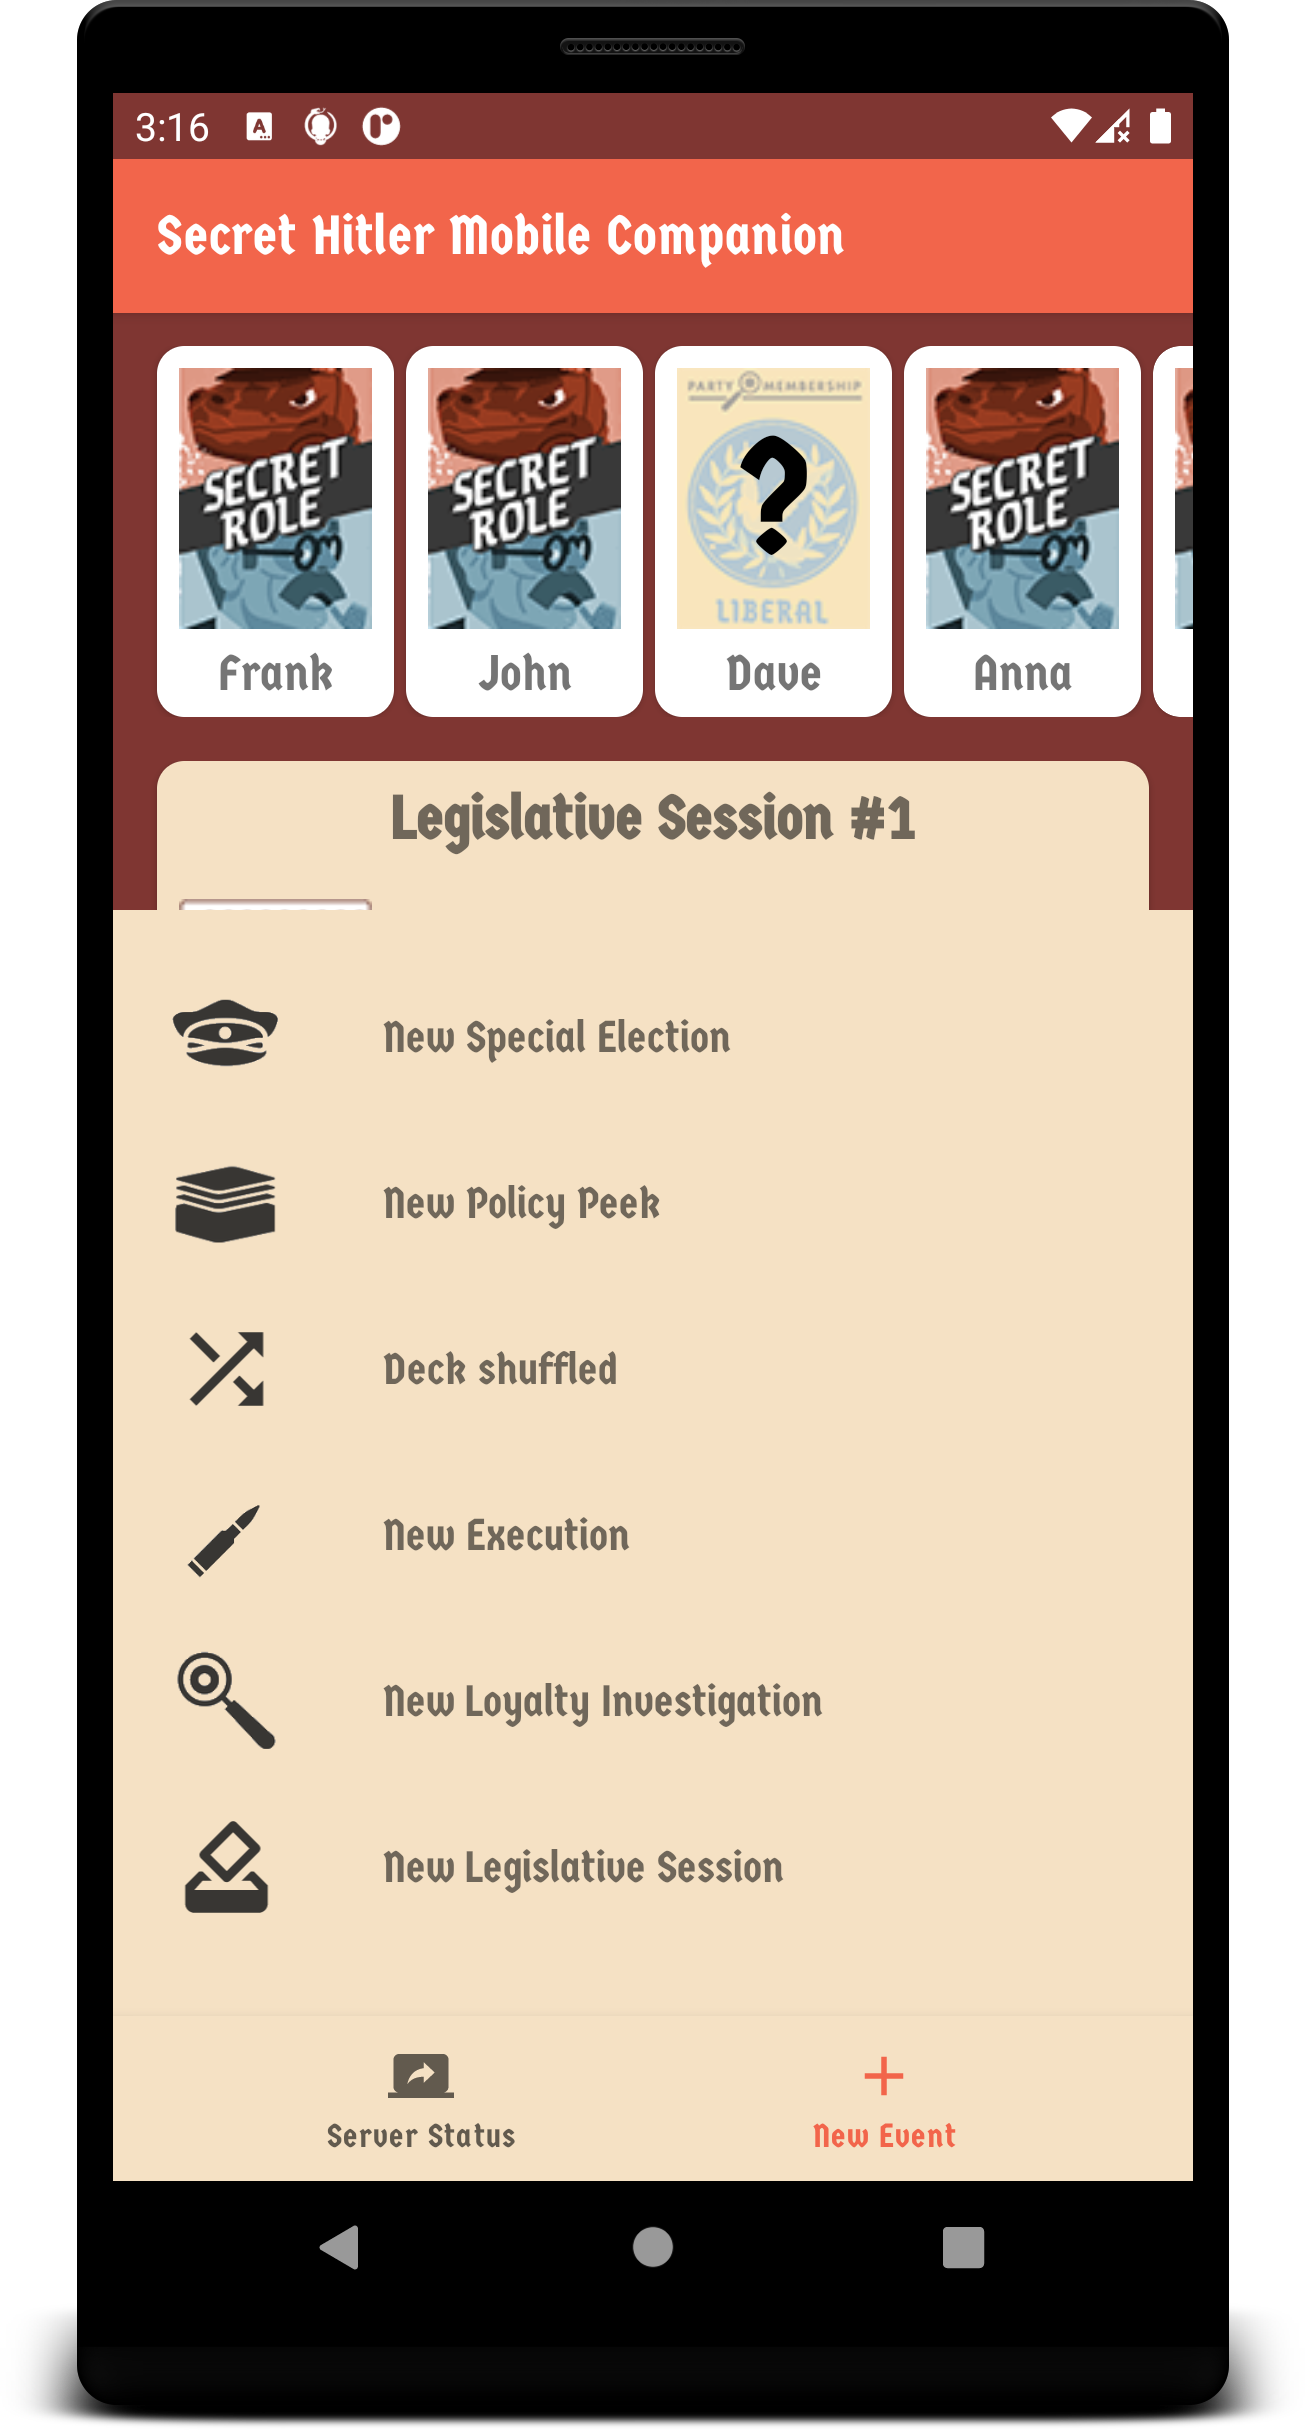 3:16
A
Secret Hitler Mobile Companion
SECRET
ROLE
Frank
SECRET
ROLE
John
PARTY MEMBERSHIP
?
LIBERAL
Dave
SECRET
ROLE
Anna
Legislative Session #1
New Special Election
New Policy Peek
Deck shuffled
New Execution
New Loyalty Investigation
New Legislative Session
Server Status
New Event